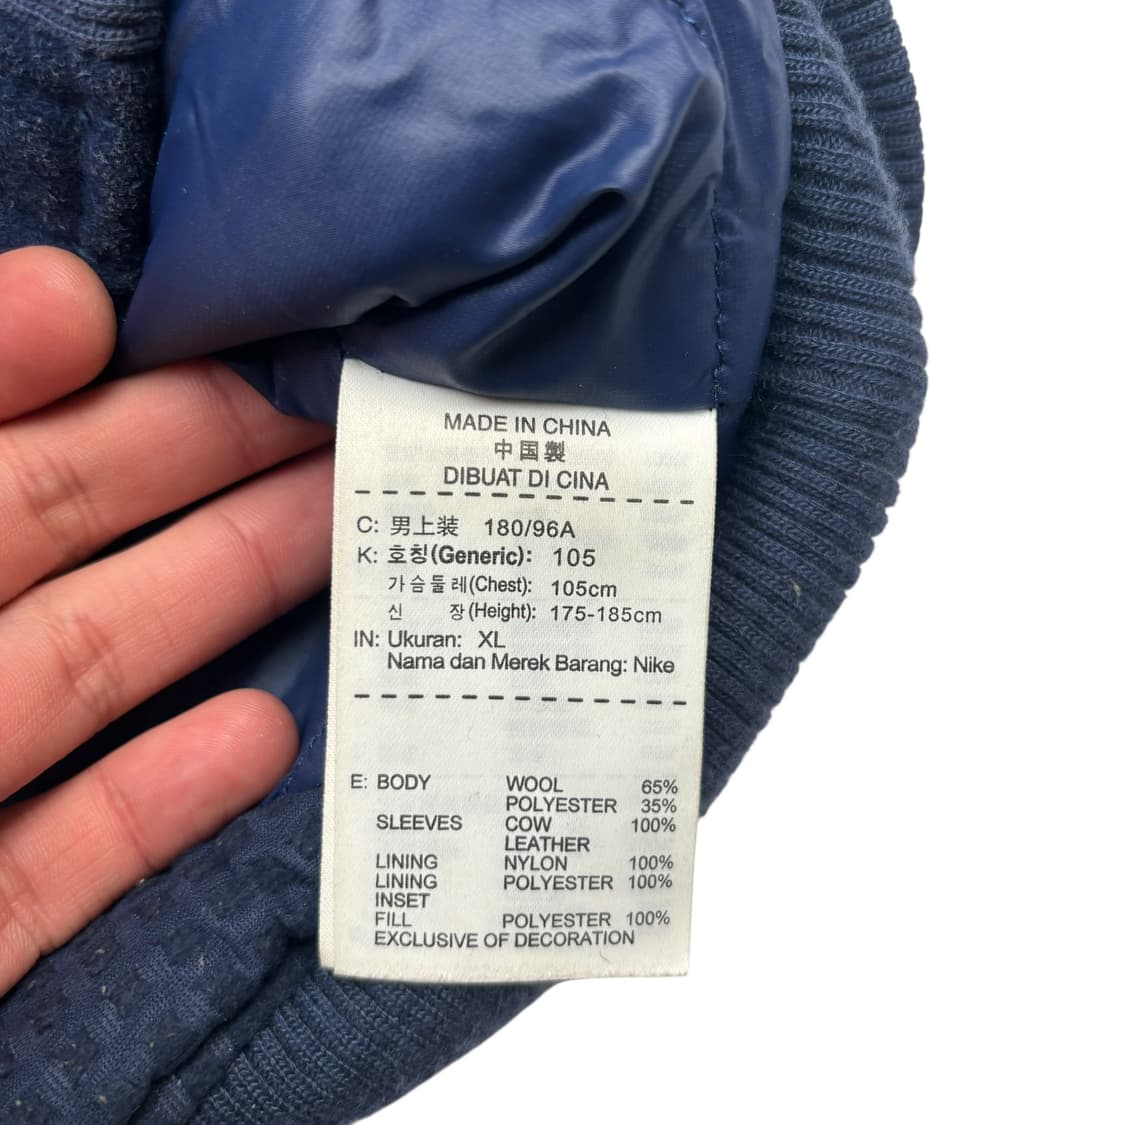 MADE IN CHINA
中国製
DIBUAT DI CINA
C: 男上装 180/96A
K: 호칭(Generic): 105
가슴둘레(Chest): 105cm
신 장(Height): 175-185cm
IN: Ukuran: XL
Nama dan Merek Barang: Nike
E: BODY WOOL 65%
POLYESTER 35%
SLEEVES COW 100%
LEATHER
LINING NYLON 100%
LINING POLYESTER 100%
INSET
FILL POLYESTER 100%
EXCLUSIVE OF DECORATION